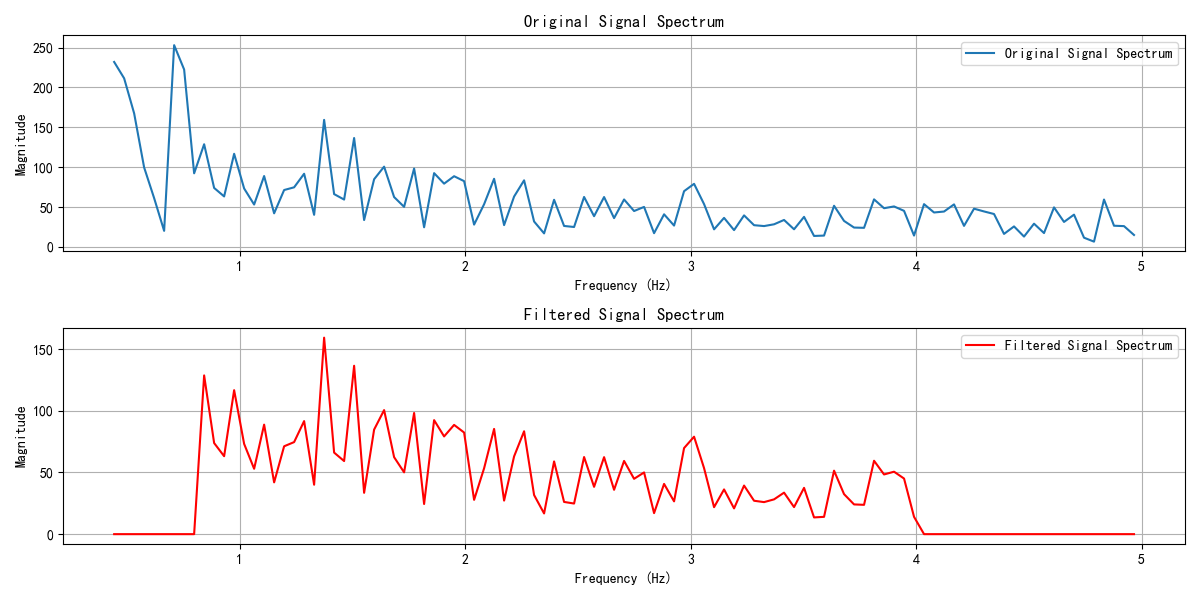 Original Signal Spectrum
250
200
150
100
50
0
Magnitude
Original Signal Spectrum
1
2
3
4
5
Frequency (Hz)
Filtered Signal Spectrum
150
100
50
0
Magnitude
Filtered Signal Spectrum
1
2
3
4
5
Frequency (Hz)